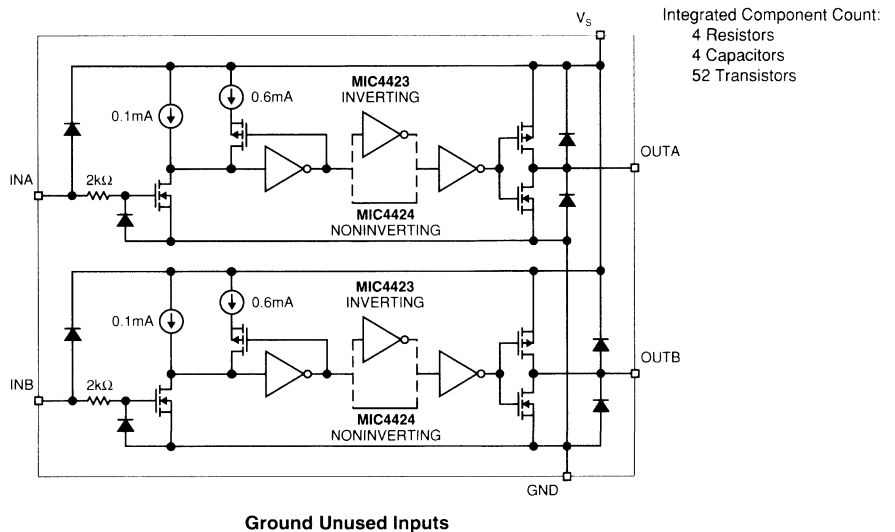 Integrated Component Count:
4 Resistors
4 Capacitors
52 Transistors
VS
MIC4423
INVERTING
0.6mA
0.1mA
INA
2kΩ
OUTA
MIC4424
NONINVERTING
MIC4423
INVERTING
0.6mA
0.1mA
INB
2kΩ
OUTB
MIC4424
NONINVERTING
GND
Ground Unused Inputs